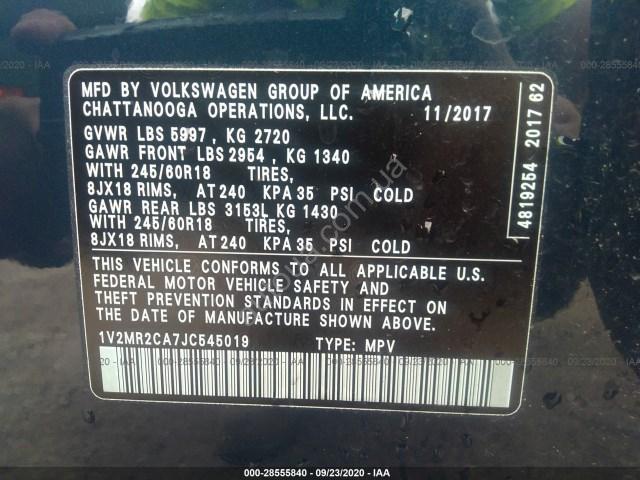 MFD BY VOLKSWAGEN GROUP OF AMERICA
CHATTANOOGA OPERATIONS, LLC. 11/2017
GVWR LBS 5997 , KG 2720
GAWR FRONT LBS 2954 , KG 1340
WITH 245/60R18 TIRES,
8JX18 RIMS, AT 240 KPA 35 PSI COLD
GAWR REAR LBS 3153L KG 1430
WITH 245/60R18 TIRES,
8JX18 RIMS, AT 240 KPA 35 PSI COLD
THIS VEHICLE CONFORMS TO ALL APPLICABLE U.S.
FEDERAL MOTOR VEHICLE SAFETY AND
THEFT PREVENTION STANDARDS IN EFFECT ON
THE DATE OF MANUFACTURE SHOWN ABOVE.
1V2MR2CA7JC545019 TYPE: MPV
4819254 2017 62
000-28555840 - 09/23/2020 - IAA